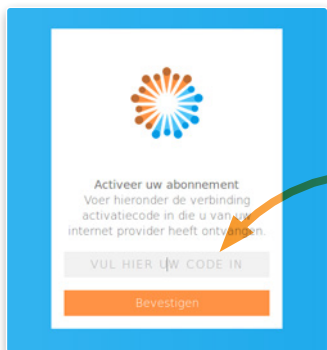 Activeer uw abonnement
Voer hieronder de verbinding
activatiecode in die u van uw
internet provider heeft ontvangen.
VUL HIER UW CODE IN
Bevestigen